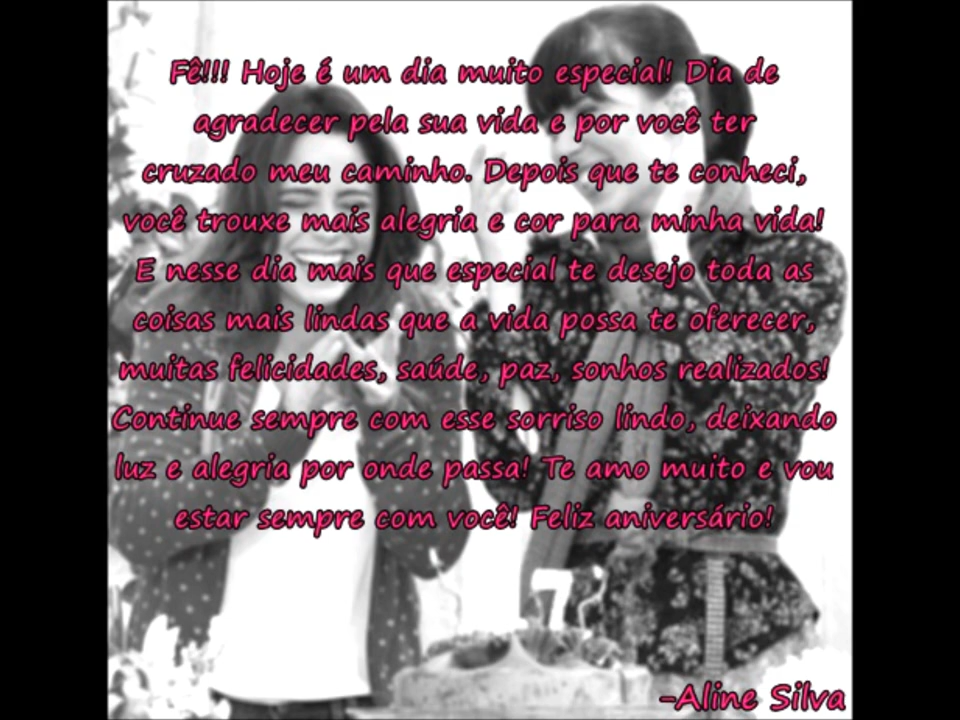 Fê!!! Hoje é um dia muito especial! Dia de
agradecer pela sua vida e por você ter
cruzado meu caminho. Depois que te conheci,
você trouxe mais alegria e cor para minha vida!
E nesse dia mais que especial te desejo toda as
coisas mais lindas que a vida possa te oferecer,
muitas felicidades, saúde, paz, sonhos realizados!
Continue sempre com esse sorriso lindo, deixando
luz e alegria por onde passa! Te amo muito e vou
estar sempre com você! Feliz aniversário!
7
-Aline Silva